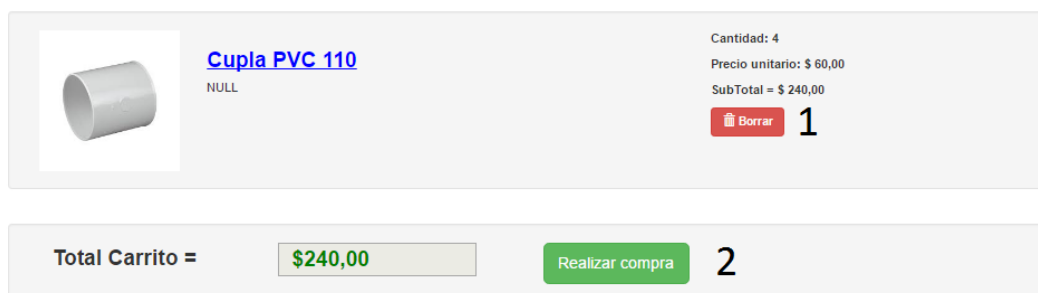 Cupla PVC 110
NULL
Cantidad: 4
Precio unitario: $ 60,00
SubTotal = $ 240,00
Borrar 1
Total Carrito = $240,00 Realizar compra 2